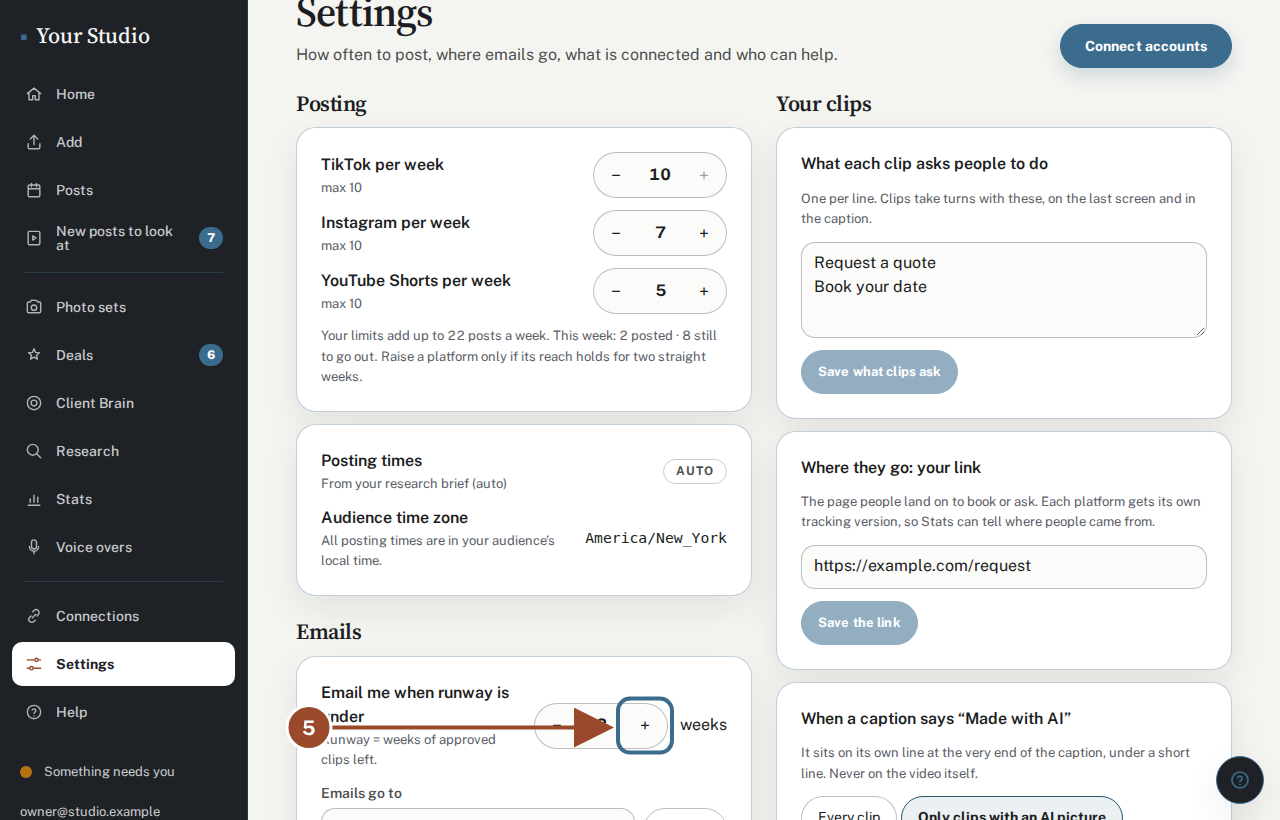 Your Studio
Home
Add
Posts
New posts to look
at
7
Photo sets
Deals
6
Client Brain
Research
Stats
Voice overs
Connections
Settings
Help
Something needs you
owner@studio.example
Settings
How often to post, where emails go, what is connected and who can help.
Connect accounts
Posting
TikTok per week
max 10
− 10 +
Instagram per week
max 10
− 7 +
YouTube Shorts per week
max 10
− 5 +
Your limits add up to 22 posts a week. This week: 2 posted · 8 still
to go out. Raise a platform only if its reach holds for two straight
weeks.
Posting times
From your research brief (auto)
AUTO
Audience time zone
All posting times are in your audience’s
local time.
America/New_York
Emails
Email me when runway is
under
Runway = weeks of approved
clips left.
− +
weeks
5
Emails go to
Your clips
What each clip asks people to do
One per line. Clips take turns with these, on the last screen and in
the caption.
Request a quote
Book your date
Save what clips ask
Where they go: your link
The page people land on to book or ask. Each platform gets its own
tracking version, so Stats can tell where people came from.
https://example.com/request
Save the link
When a caption says “Made with AI”
It sits on its own line at the very end of the caption, under a short
line. Never on the video itself.
Every clip
Only clips with an AI picture